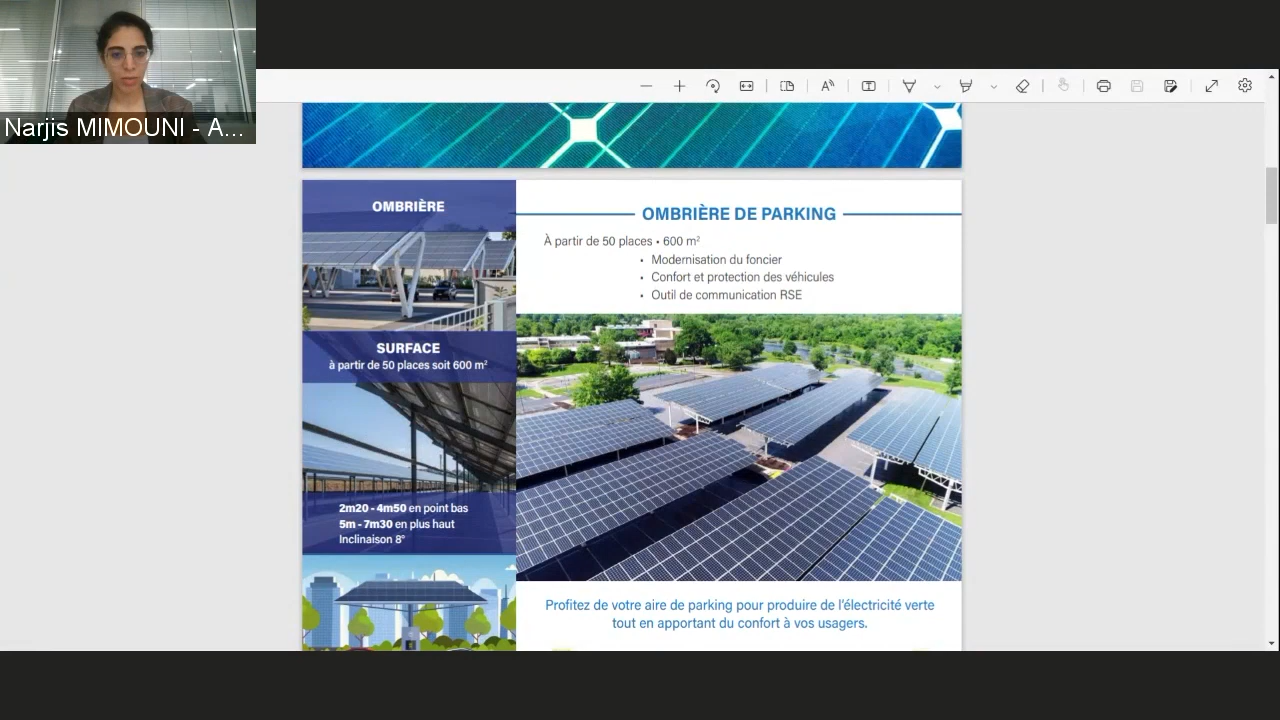 Narjis MIMOUNI - A...
OMBRIÈRE
SURFACE
à partir de 50 places soit 600 m²
2m20 - 4m50 en point bas
5m - 7m30 en plus haut
Inclinaison 8°
OMBRIÈRE DE PARKING
À partir de 50 places • 600 m²
• Modernisation du foncier
• Confort et protection des véhicules
• Outil de communication RSE
Profitez de votre aire de parking pour produire de l'électricité verte
tout en apportant du confort à vos usagers.